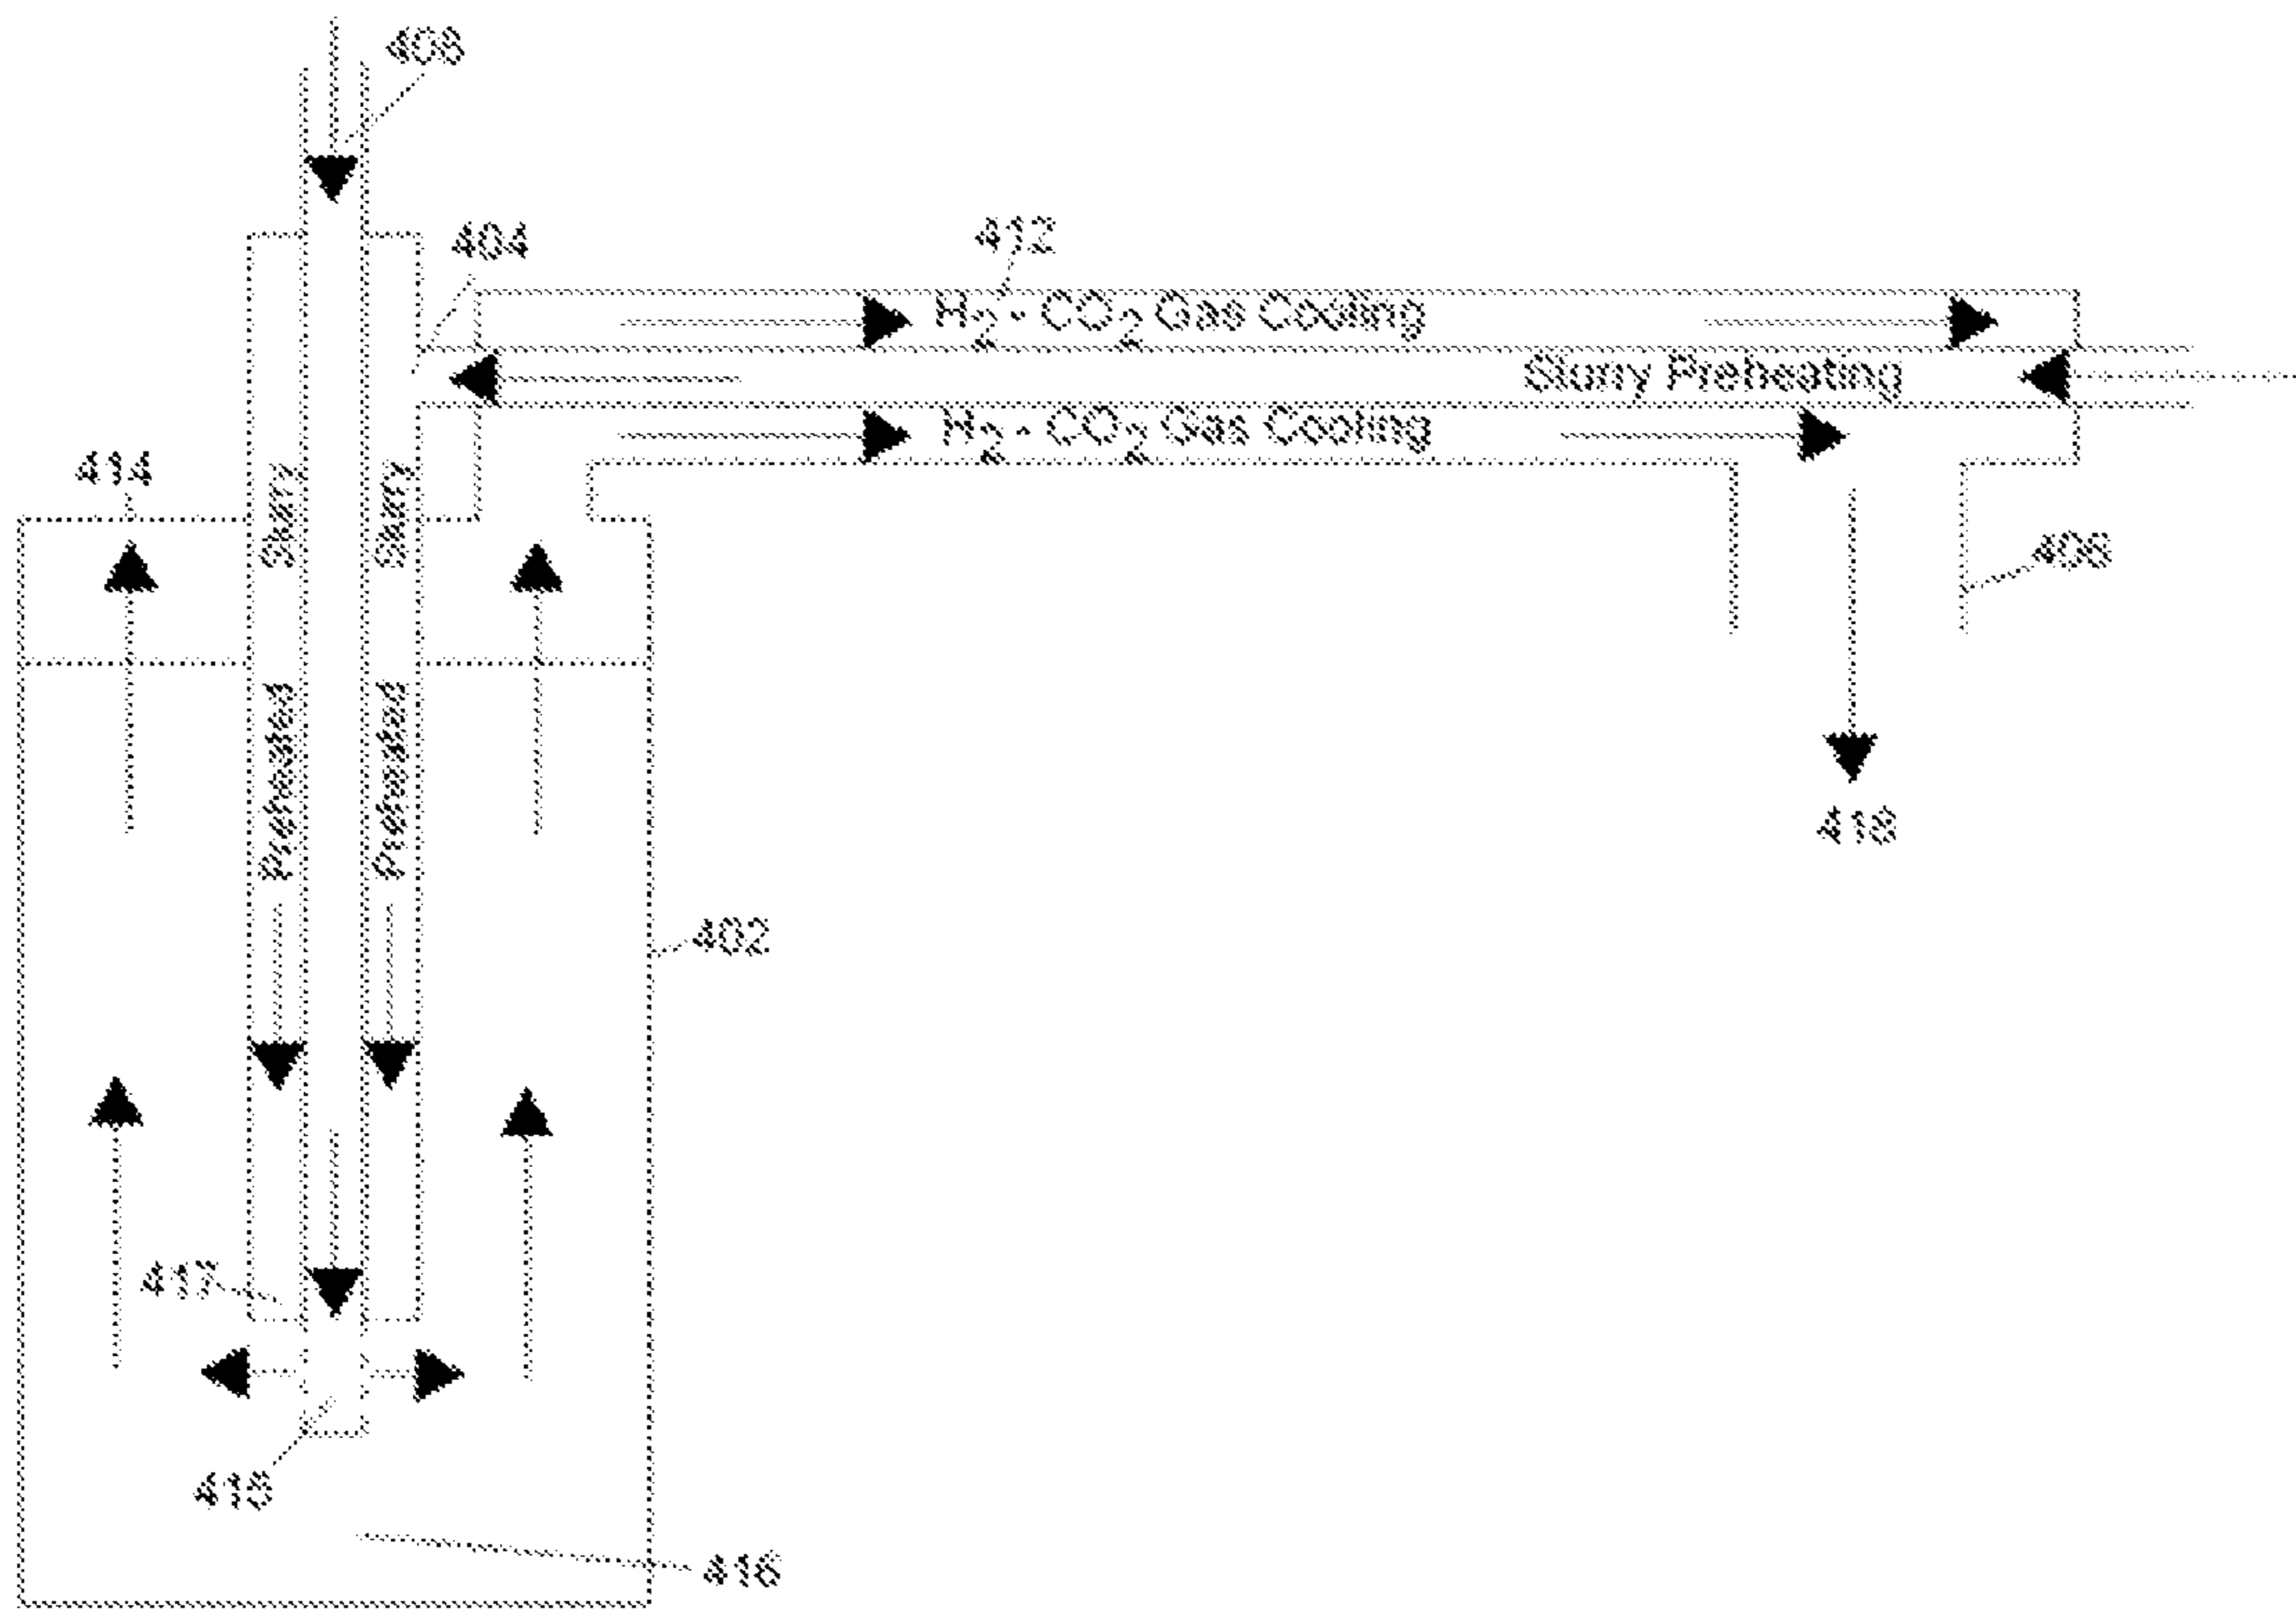 408
404
412
H2 - CO2 Gas Cooling
Slurry Preheating
H2 - CO2 Gas Cooling
414
Preheated Slurry
Preheated Slurry
406
418
402
417
416